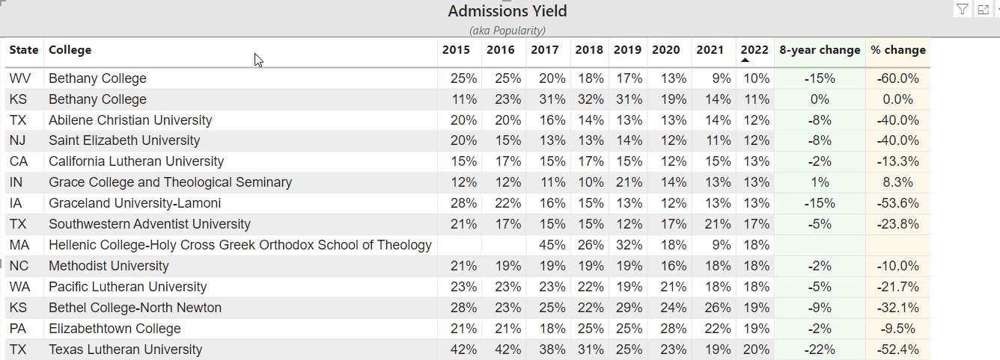 Admissions Yield
(aka Popularity)
State College 2015 2016 2017 2018 2019 2020 2021 2022 8-year change % change
WV Bethany College 25% 25% 20% 18% 17% 13% 9% 10% -15% -60.0%
KS Bethany College 11% 23% 31% 32% 31% 19% 14% 11% 0% 0.0%
TX Abilene Christian University 20% 20% 16% 14% 13% 13% 14% 12% -8% -40.0%
NJ Saint Elizabeth University 20% 15% 13% 13% 14% 12% 11% 12% -8% -40.0%
CA California Lutheran University 15% 17% 15% 17% 15% 12% 15% 13% -2% -13.3%
IN Grace College and Theological Seminary 12% 12% 11% 10% 21% 14% 13% 13% 1% 8.3%
IA Graceland University-Lamoni 28% 22% 16% 15% 13% 12% 13% 13% -15% -53.6%
TX Southwestern Adventist University 21% 17% 15% 15% 12% 17% 21% 17% -5% -23.8%
MA Hellenic College-Holy Cross Greek Orthodox School of Theology 45% 26% 32% 18% 9% 18%
NC Methodist University 21% 19% 19% 19% 19% 16% 18% 18% -2% -10.0%
WA Pacific Lutheran University 23% 23% 23% 22% 19% 21% 18% 18% -5% -21.7%
KS Bethel College-North Newton 28% 23% 25% 22% 29% 24% 26% 19% -9% -32.1%
PA Elizabethtown College 21% 21% 18% 25% 25% 28% 22% 19% -2% -9.5%
TX Texas Lutheran University 42% 42% 38% 31% 25% 23% 19% 20% -22% -52.4%